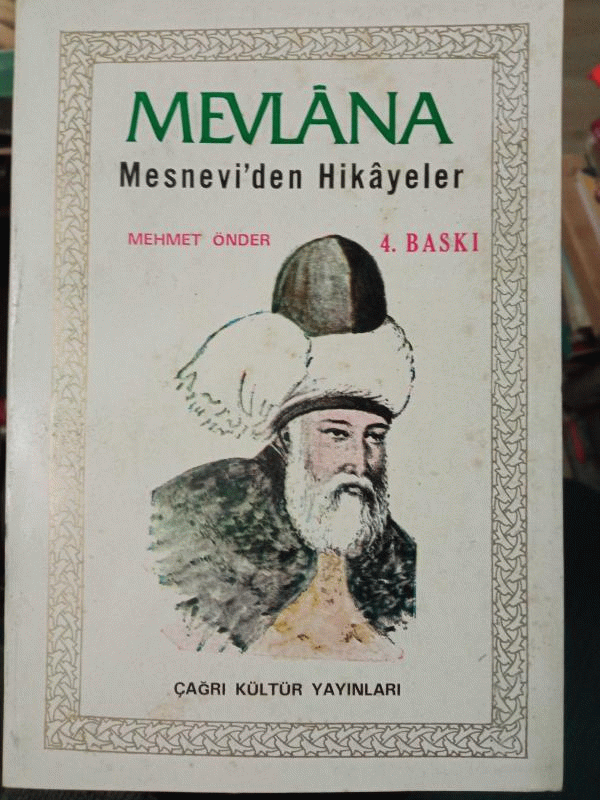 MEVLÂNA
Mesnevi'den Hikâyeler
MEHMET ÖNDER 4. BASKI
ÇAĞRI KÜLTÜR YAYINLARI